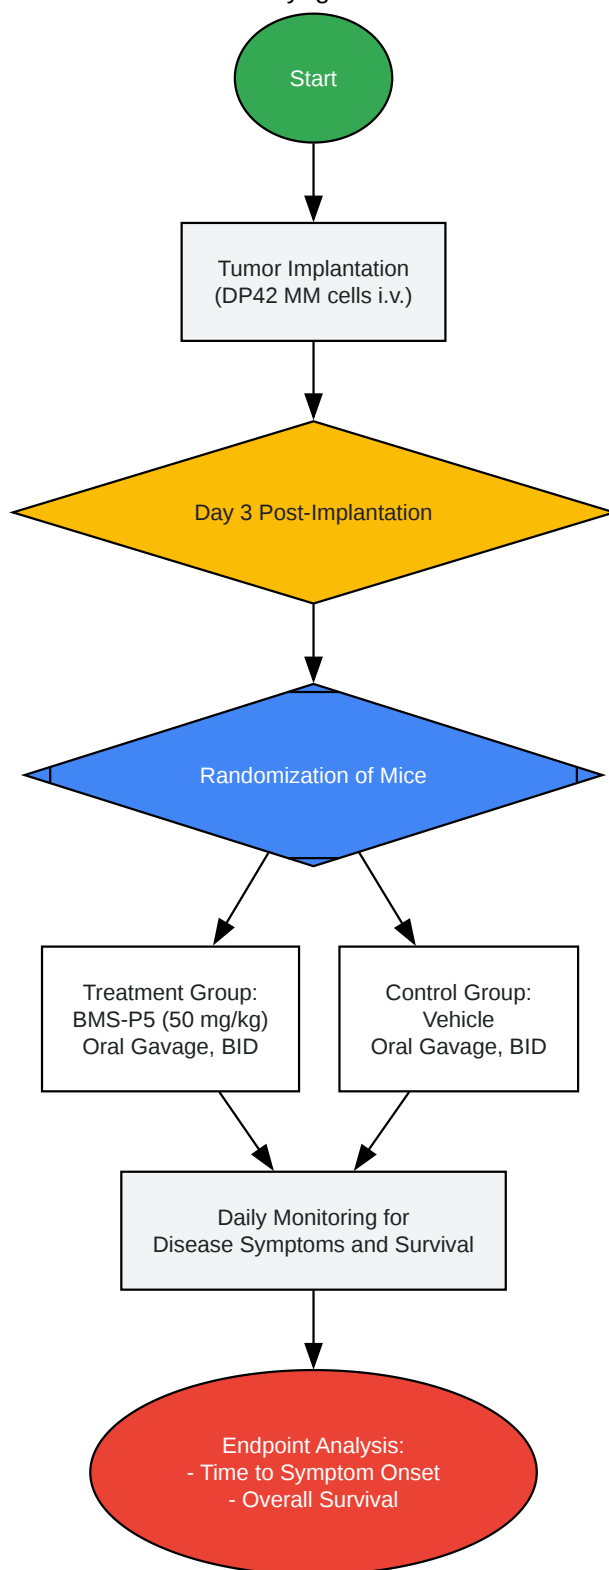 Start
Tumor Implantation
(DP42 MM cells i.v.)
Day 3 Post-Implantation
Randomization of Mice
Treatment Group:
BMS-P5 (50 mg/kg)
Oral Gavage, BID
Control Group:
Vehicle
Oral Gavage, BID
Daily Monitoring for
Disease Symptoms and Survival
Endpoint Analysis:
- Time to Symptom Onset
- Overall Survival